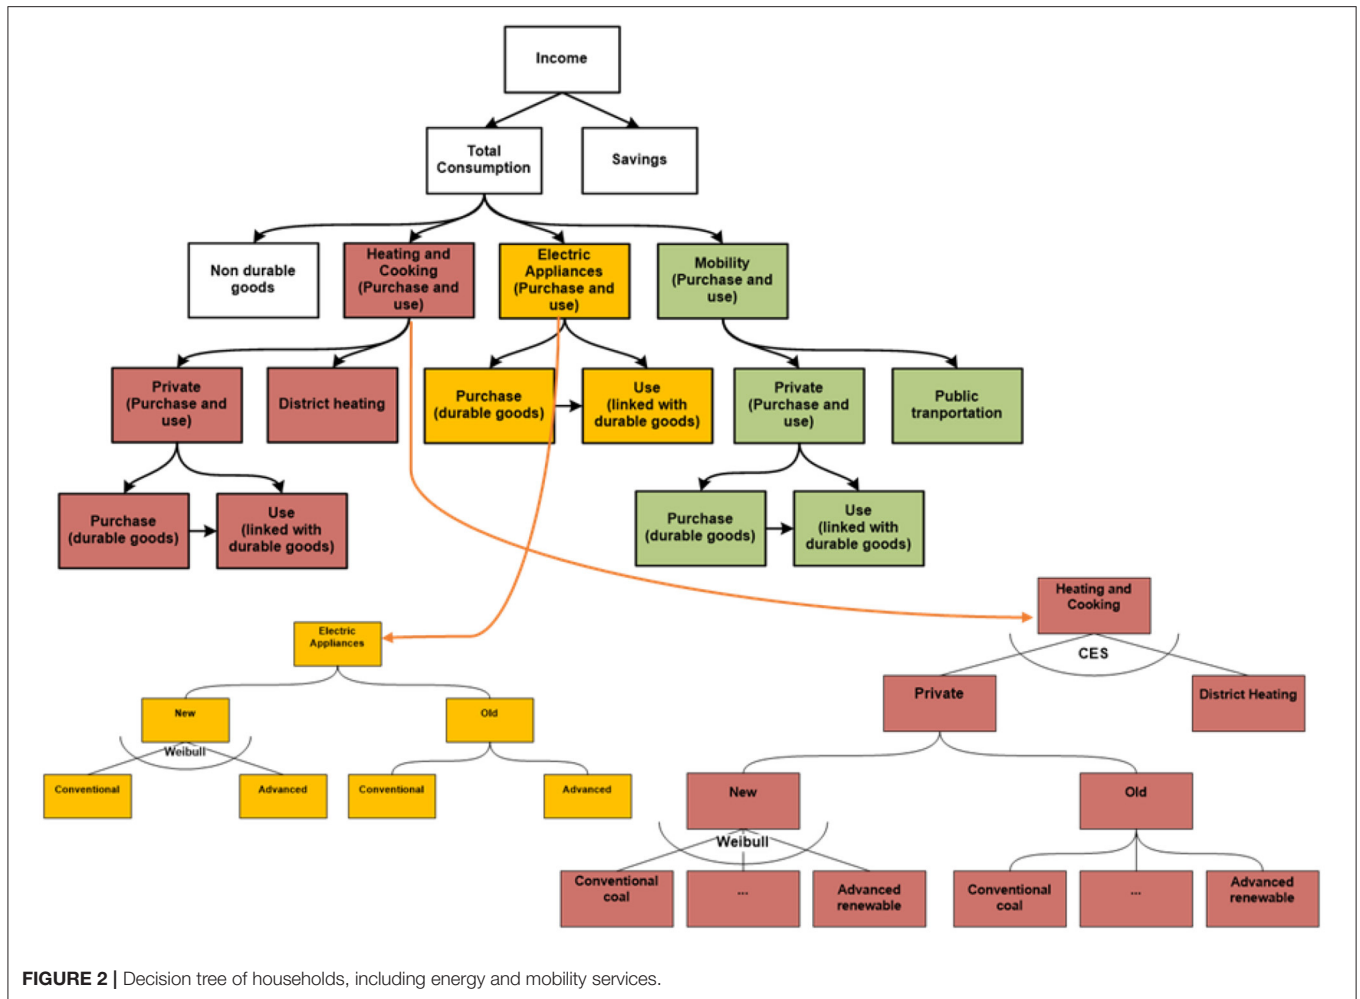 Income
Total
Consumption
Savings
Non durable
goods
Heating and
Cooking
(Purchase and
use)
Electric
Appliances
(Purchase and
use)
Mobility
(Purchase and
use)
Private
(Purchase and
use)
District heating
Purchase
(durable goods)
Use
(linked with
durable goods)
Private
(Purchase and
use)
Public
tranportation
Purchase
(durable goods)
Use
(linked with
durable goods)
Purchase
(durable goods)
Use
(linked with
durable goods)
Electric
Appliances
New
Old
Weibull
Conventional
Advanced
Conventional
Advanced
Heating and
Cooking
CES
Private
District Heating
New
Old
Weibull
Conventional
coal
...
Advanced
renewable
Conventional
coal
...
Advanced
renewable
FIGURE 2 | Decision tree of households, including energy and mobility services.